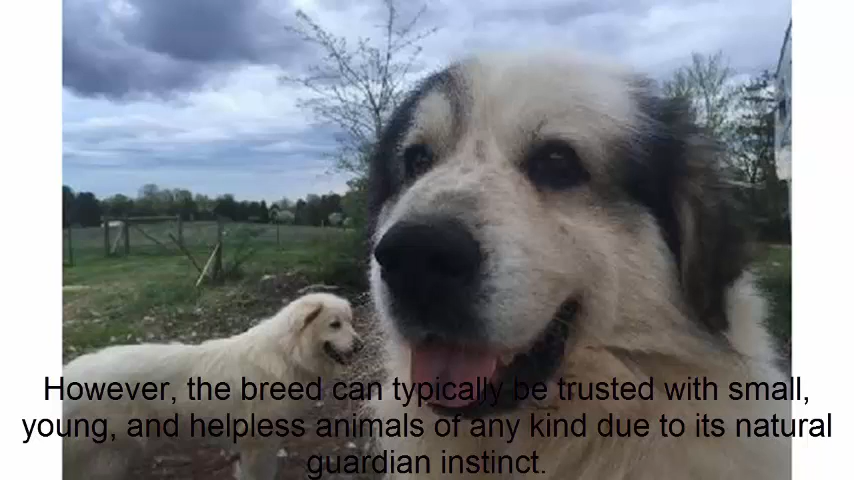 However, the breed can typically be trusted with small,
young, and helpless animals of any kind due to its natural
guardian instinct.